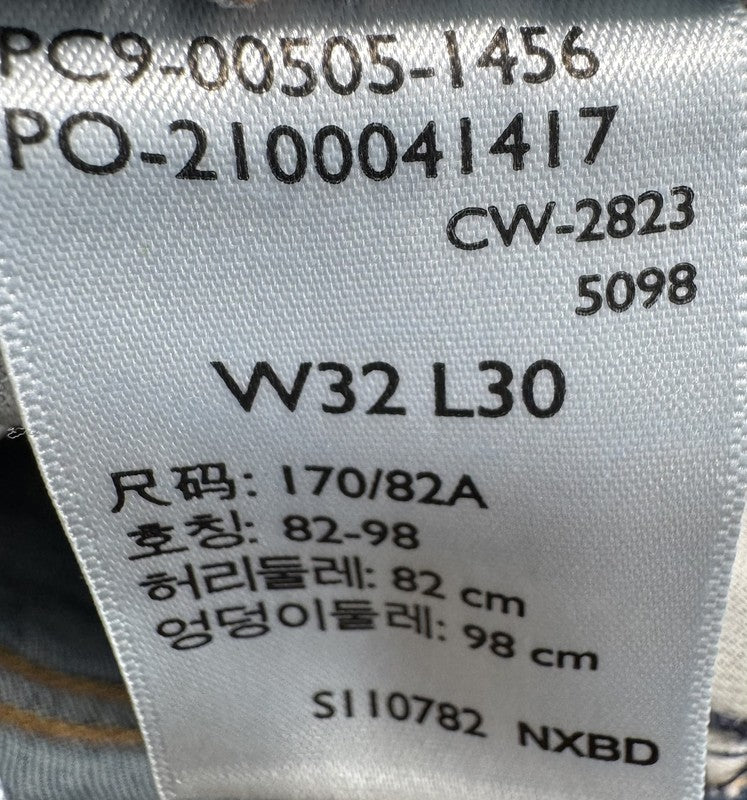 PC9-00505-1456
PO-2100041417
CW-2823
5098
W32 L30
尺码: 170/82A
호칭: 82-98
허리둘레: 82 cm
엉덩이둘레: 98 cm
S110782 NXBD